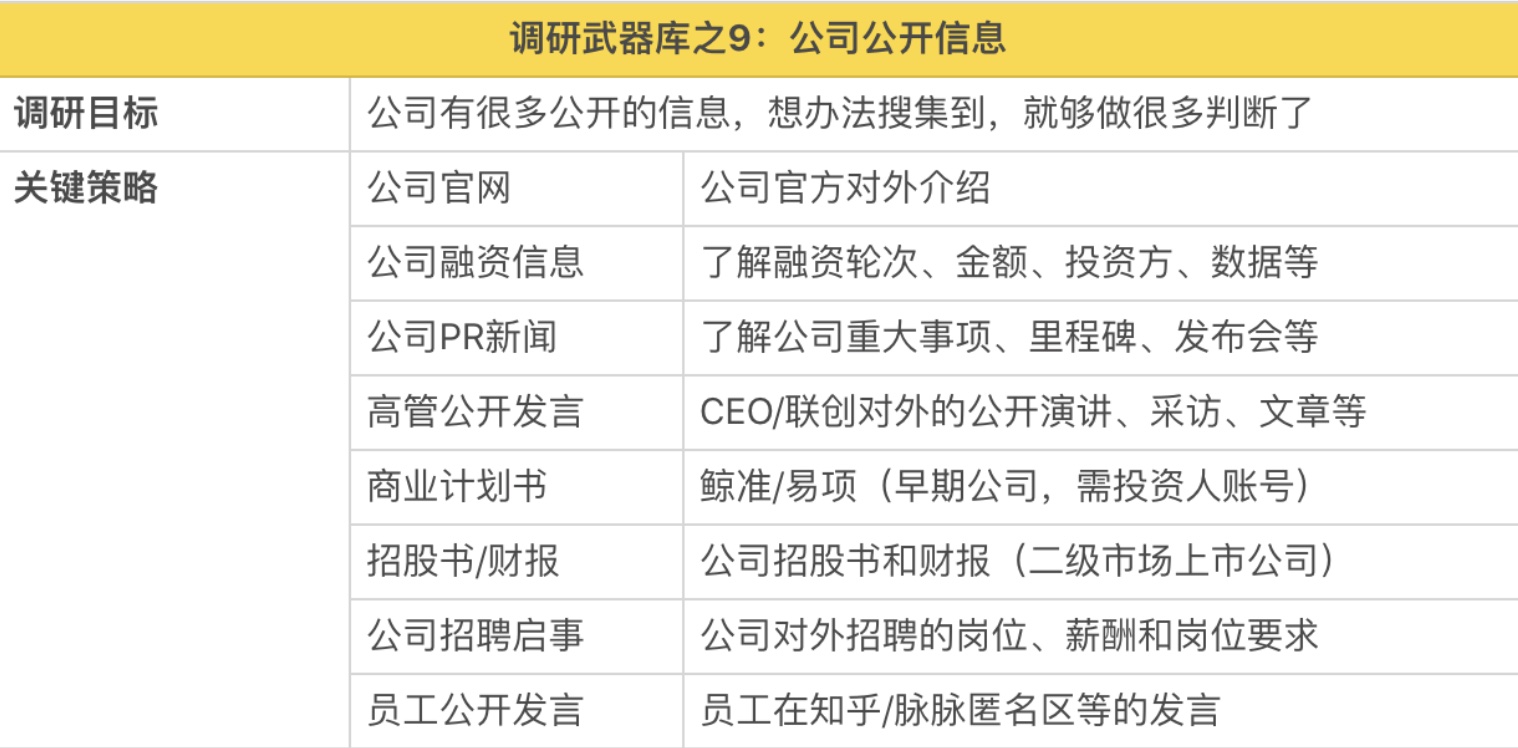 调研武器库之9：公司公开信息
调研目标
公司有很多公开的信息，想办法搜集到，就够做很多判断了
关键策略
公司官网
公司官方对外介绍
公司融资信息
了解融资轮次、金额、投资方、数据等
公司PR新闻
了解公司重大事项、里程碑、发布会等
高管公开发言
CEO/联创对外的公开演讲、采访、文章等
商业计划书
鲸准/易项（早期公司，需投资人账号）
招股书/财报
公司招股书和财报（二级市场上市公司）
公司招聘启事
公司对外招聘的岗位、薪酬和岗位要求
员工公开发言
员工在知乎/脉脉匿名区等的发言